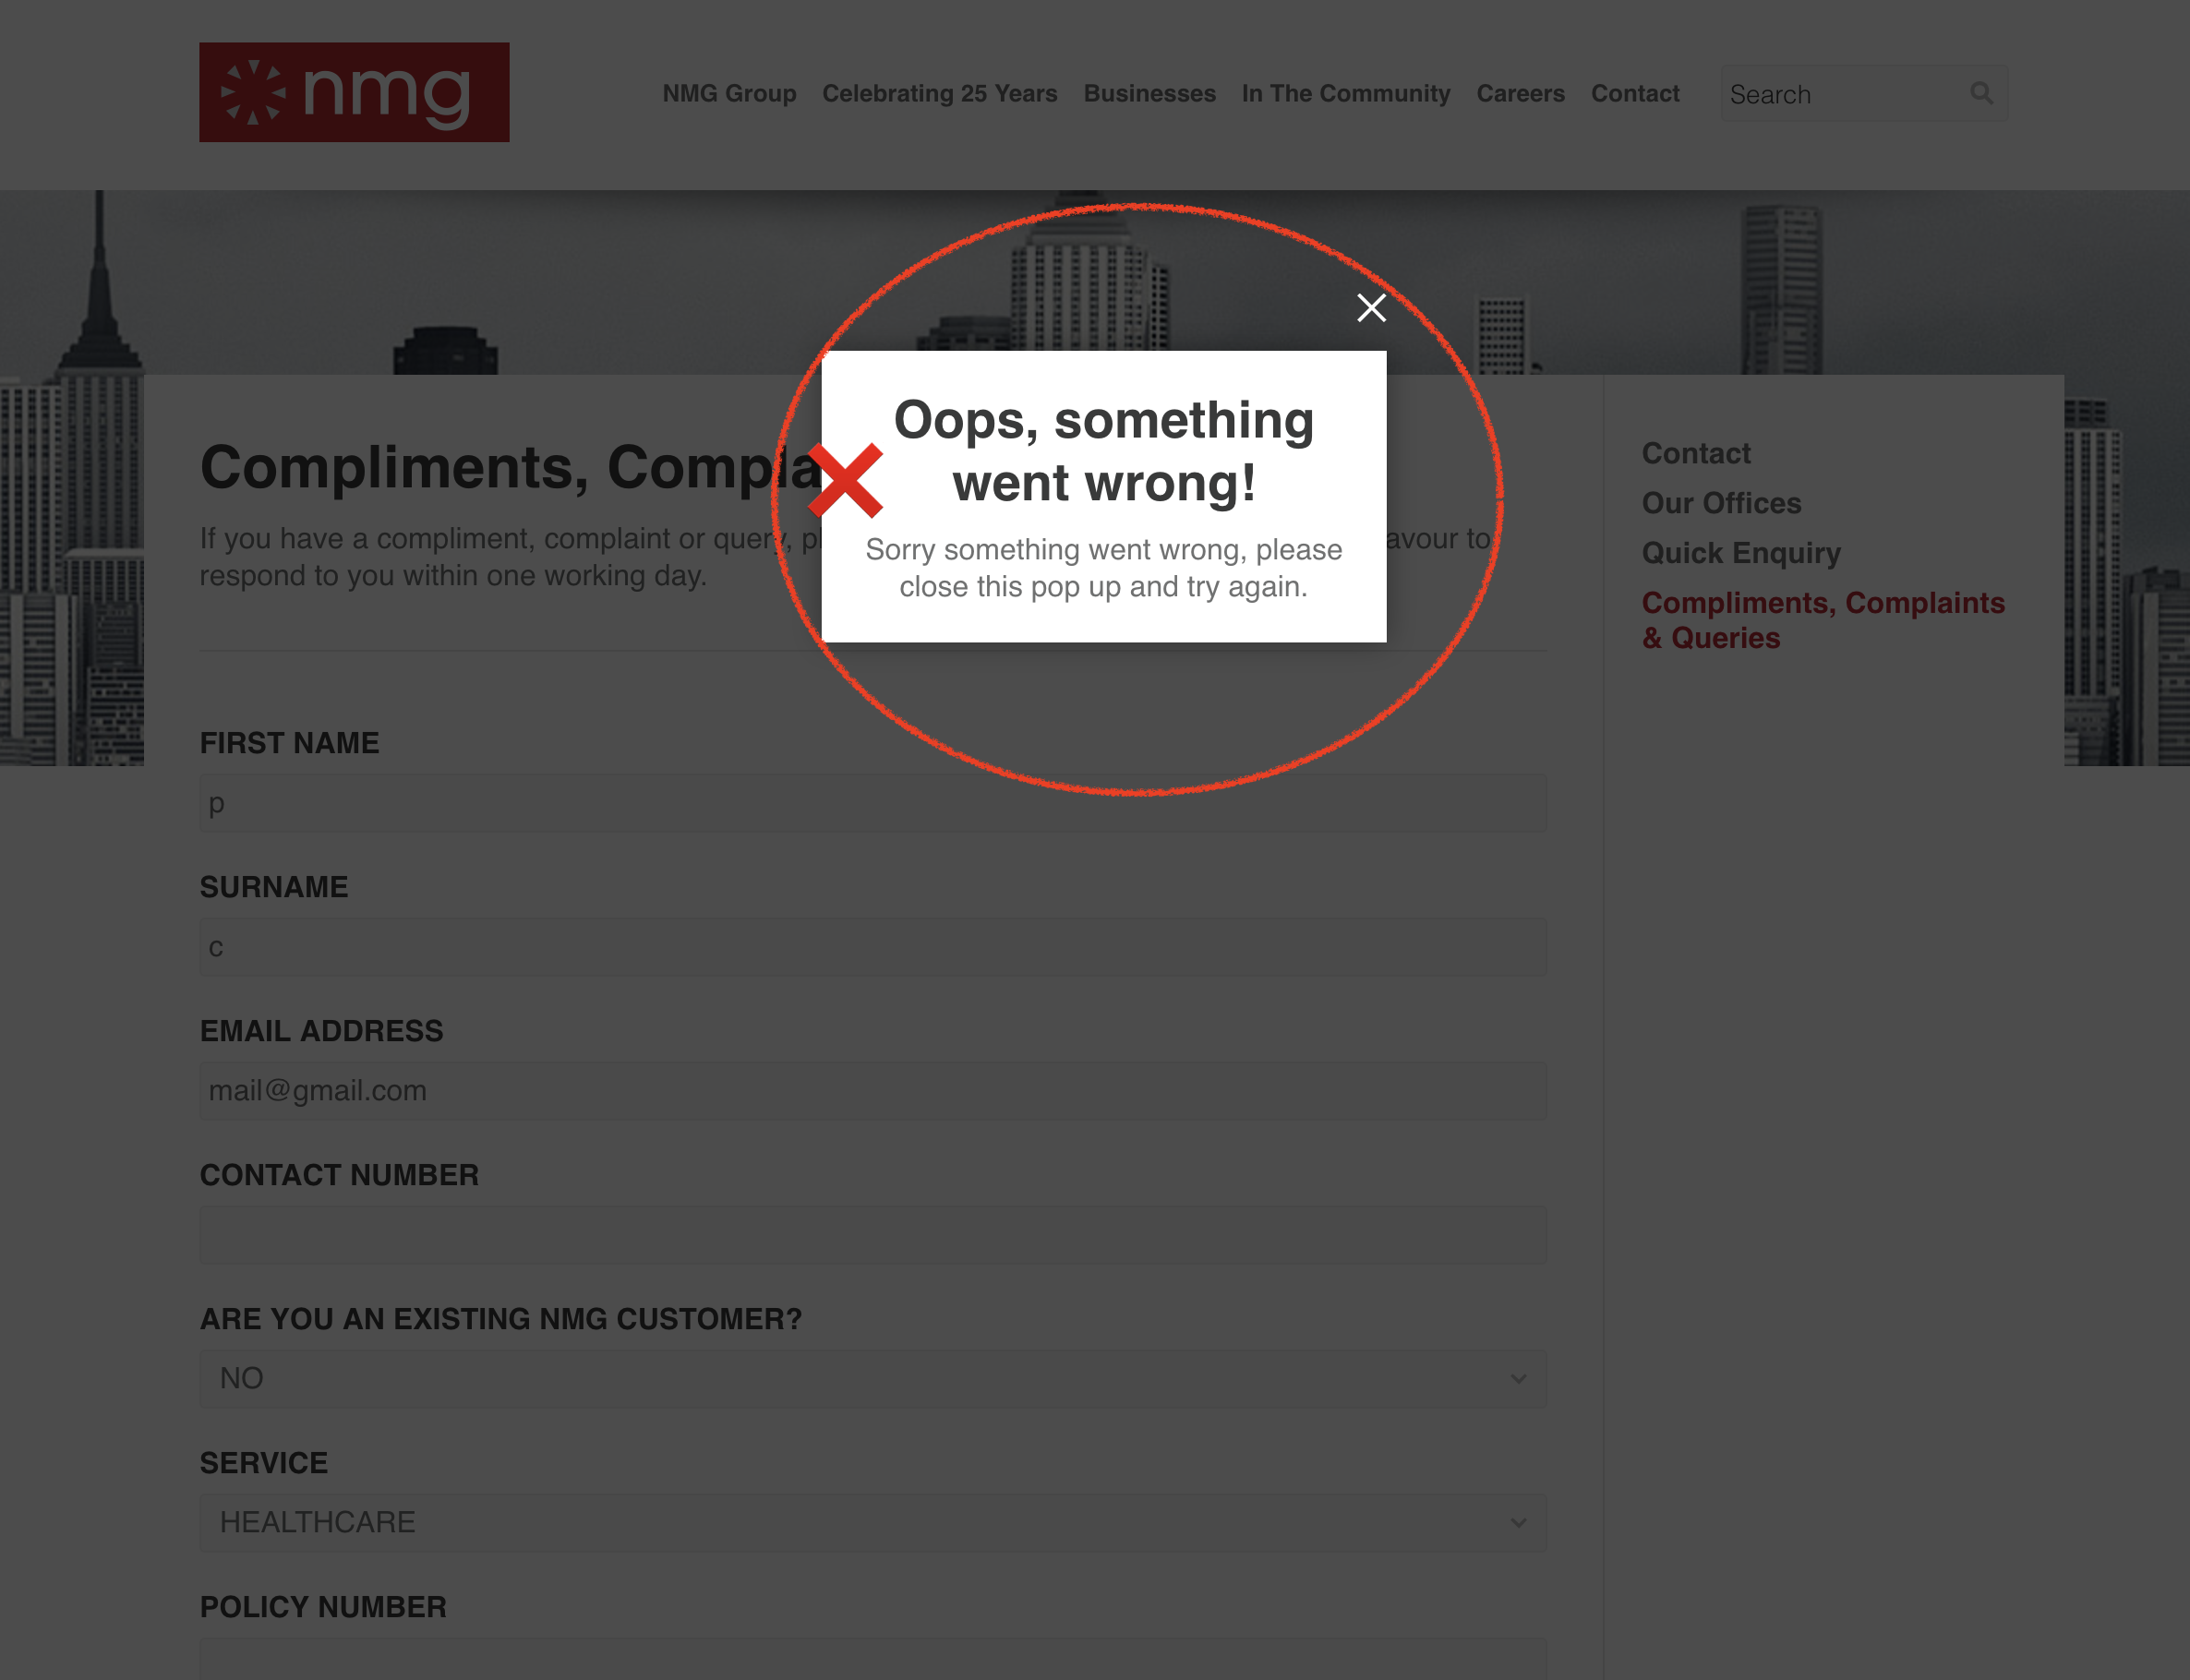 nmg
NMG Group Celebrating 25 Years Businesses In The Community Careers Contact Search
Oops, something
went wrong!
Sorry something went wrong, please
close this pop up and try again.
Compliments,
If you have a compliment, complaint or query, avour to
respond to you within one working day.
FIRST NAME
p
SURNAME
c
EMAIL ADDRESS
mail@gmail.com
CONTACT NUMBER
ARE YOU AN EXISTING NMG CUSTOMER?
NO
SERVICE
HEALTHCARE
POLICY NUMBER
Contact
Our Offices
Quick Enquiry
Compliments, Complaints
& Queries